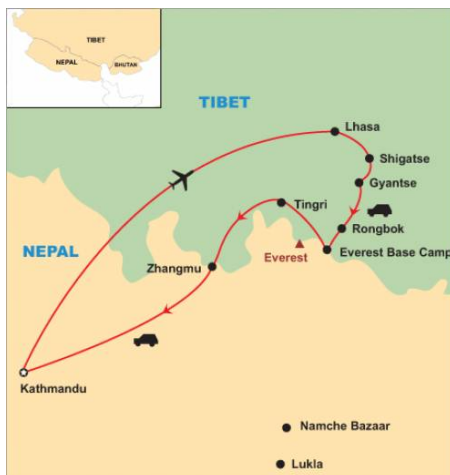 TIBET
NEPAL
BHUTAN
TIBET
Lhasa
Shigatse
Gyantse
Tingri
Rongbok
NEPAL
Everest
Everest Base Camp
Zhangmu
Kathmandu
Namche Bazaar
Lukla